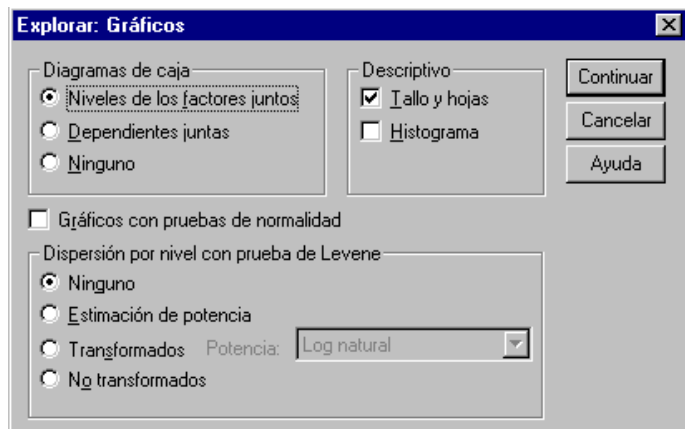 Explorar: Gráficos
Diagramas de caja
Niveles de los factores juntos
Dependientes juntas
Ninguno
Descriptivo
Tallo y hojas
Histograma
Continuar
Cancelar
Ayuda
Gráficos con pruebas de normalidad
Dispersión por nivel con prueba de Levene
Ninguno
Estimación de potencia
Transformados Potencia: Log natural
No transformados